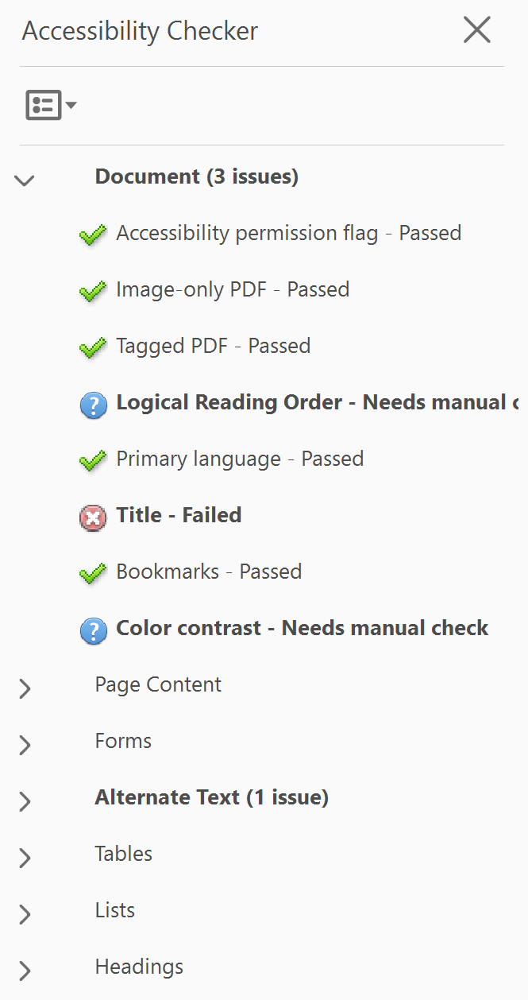 Accessibility Checker
Document (3 issues)
Accessibility permission flag - Passed
Image-only PDF - Passed
Tagged PDF - Passed
Logical Reading Order - Needs manual
Primary language - Passed
Title - Failed
Bookmarks - Passed
Color contrast - Needs manual check
Page Content
Forms
Alternate Text (1 issue)
Tables
Lists
Headings